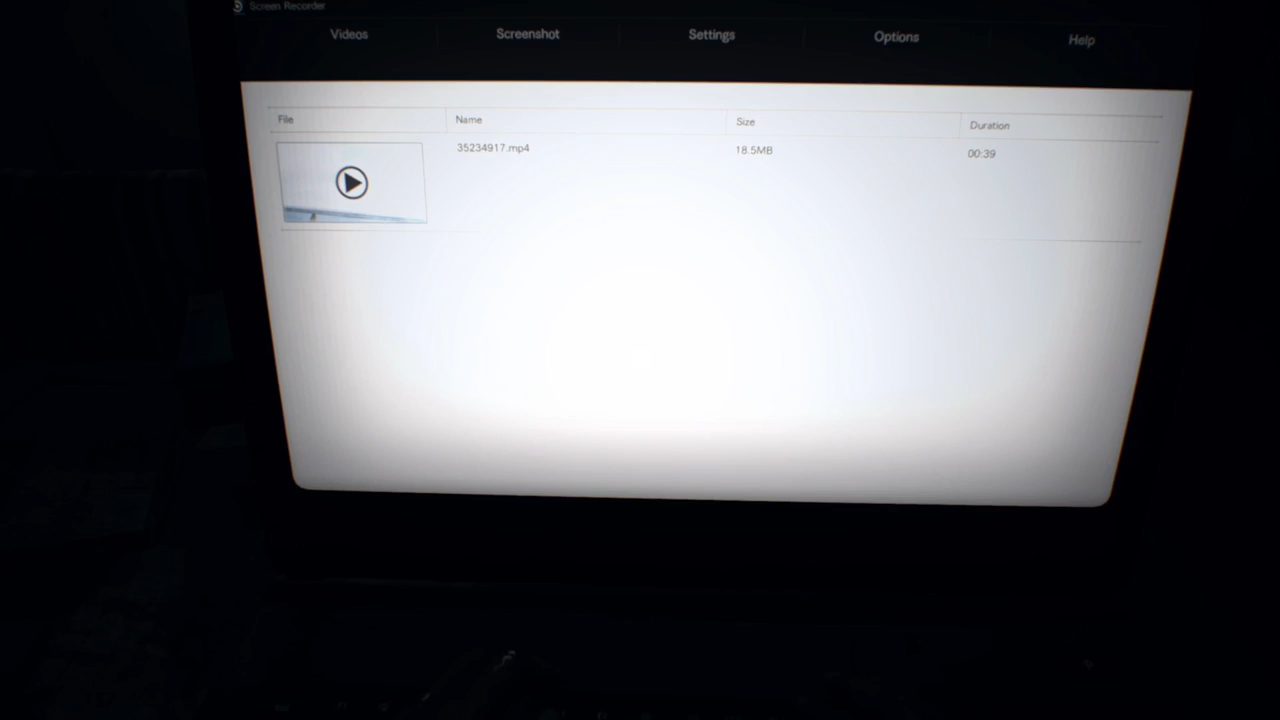 Screen Recorder
Videos Screenshot Settings Options Help
File Name Size Duration
35234917.mp4 18.5MB 00:39